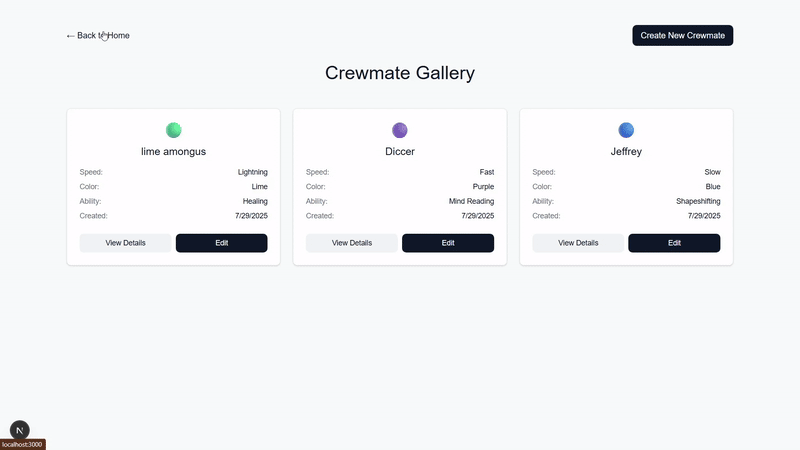 ← Back to Home
Create New Crewmate
Crewmate Gallery
lime amongus
Speed: Lightning
Color: Lime
Ability: Healing
Created: 7/29/2025
View Details Edit
Diccer
Speed: Fast
Color: Purple
Ability: Mind Reading
Created: 7/29/2025
View Details Edit
Jeffrey
Speed: Slow
Color: Blue
Ability: Shapeshifting
Created: 7/29/2025
View Details Edit
N
localhost:3000